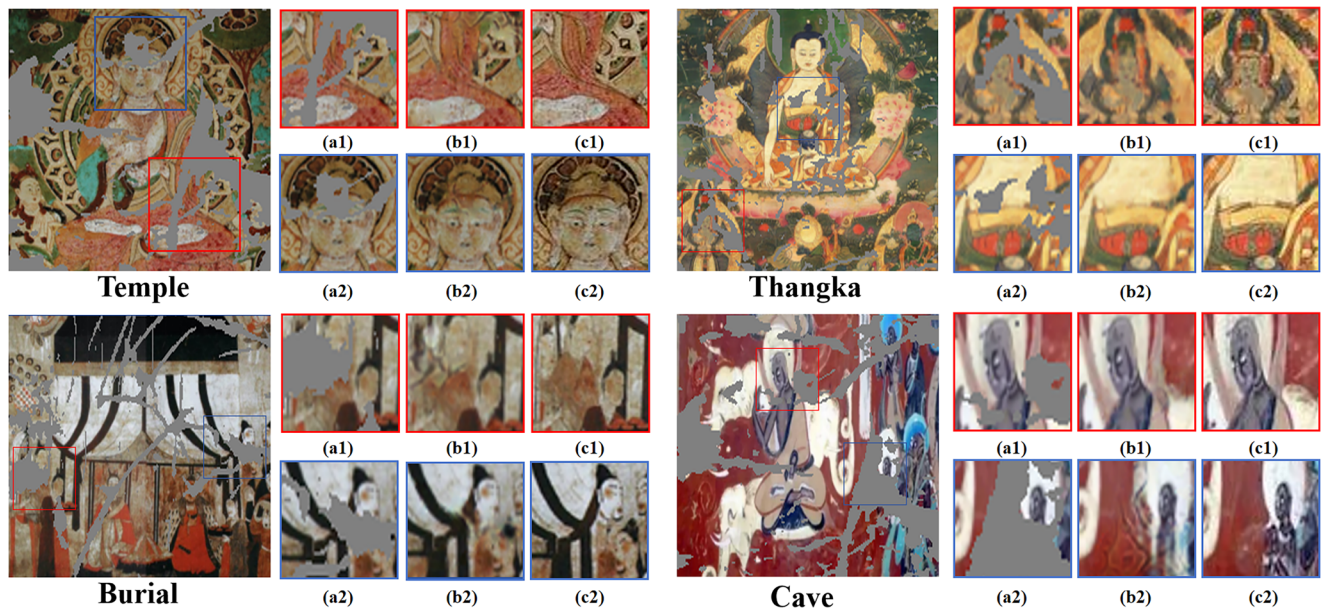 (a1) (b1) (c1)
(a2) (b2) (c2)
Temple
(a1) (b1) (c1)
(a2) (b2) (c2)
Thangka
(a1) (b1) (c1)
(a2) (b2) (c2)
Burial
(a1) (b1) (c1)
(a2) (b2) (c2)
Cave